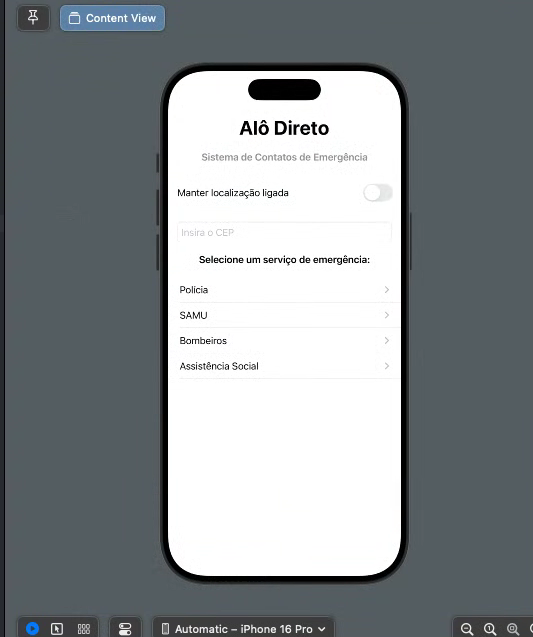 Content View
Alô Direto
Sistema de Contatos de Emergência
Manter localização ligada
Insira o CEP
Selecione um serviço de emergência:
Polícia
SAMU
Bombeiros
Assistência Social
Automatic – iPhone 16 Pro